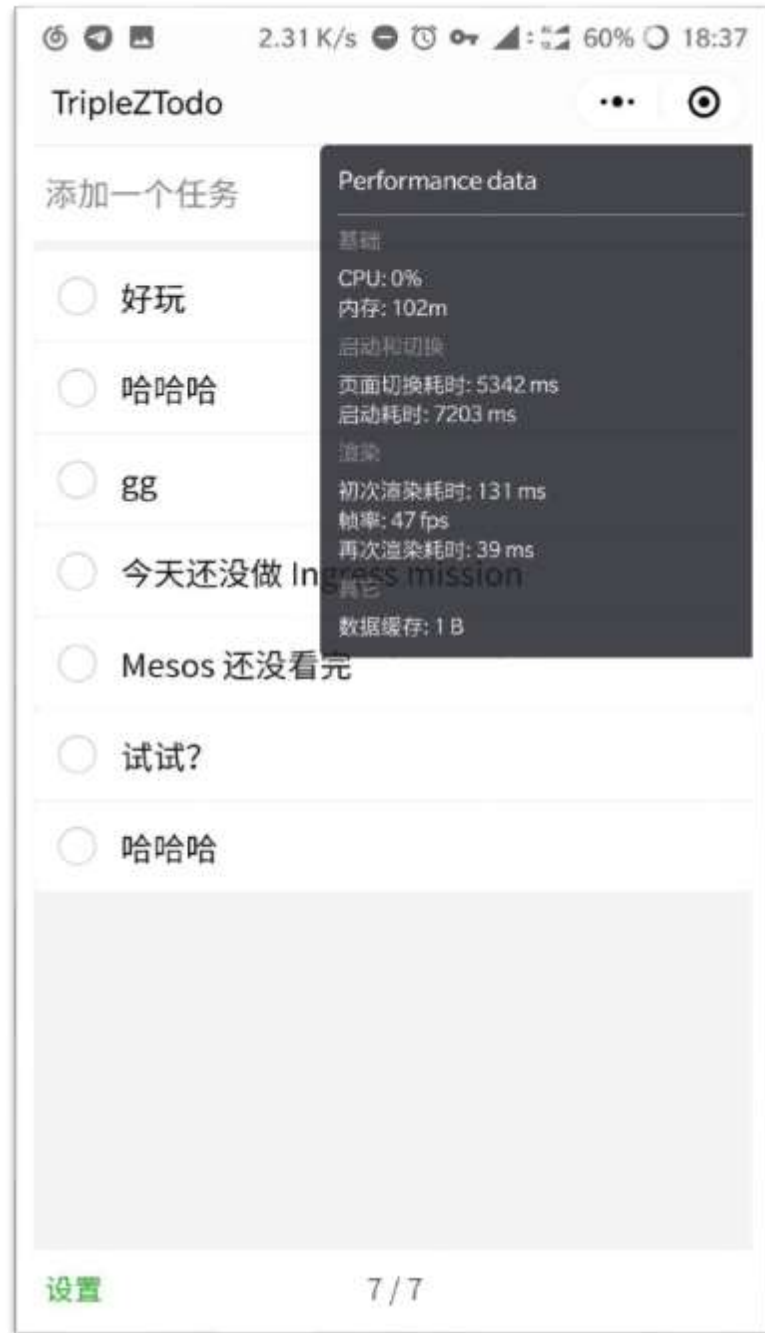 2.31 K/s 60% 18:37
TripleZTodo
添加一个任务
Performance data
基础
CPU: 0%
内存: 102m
启动和切换
页面切换耗时: 5342 ms
启动耗时: 7203 ms
渲染
初次渲染耗时: 131 ms
帧率: 47 fps
再次渲染耗时: 39 ms
其它
数据缓存: 1 B
好玩
哈哈哈
gg
今天还没做 Ingress mission
Mesos 还没看完
试试?
哈哈哈
设置
7 / 7